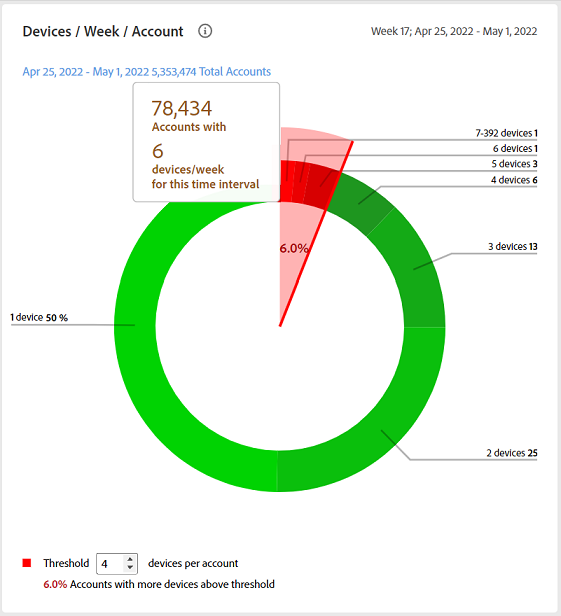 Devices / Week / Account
Week 17; Apr 25, 2022 - May 1, 2022
Apr 25, 2022 - May 1, 2022 5,353,474 Total Accounts
78,434
Accounts with
6
devices/week
for this time interval
7-392 devices 1
6 devices 1
5 devices 3
4 devices 6
6.0%
3 devices 13
1 device 50 %
2 devices 25
Threshold 4 devices per account
6.0% Accounts with more devices above threshold